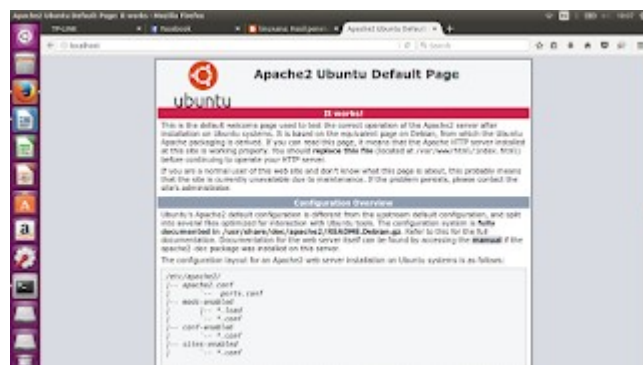 Apache2 Ubuntu Default Page: It works - Mozilla Firefox
TP-LINK
Facebook
Apache2 Ubuntu Default
localhost
Search
ubuntu
Apache2 Ubuntu Default Page
It works!
This is the default welcome page used to test the correct operation of the Apache2 server after
installation on Ubuntu systems. It is based on the equivalent page on Debian, from which the Ubuntu
Apache packaging is derived. If you can read this page, it means that the Apache HTTP server installed
at this site is working properly. You should replace this file (located at /var/www/html/index.html)
before continuing to operate your HTTP server.
If you are a normal user of this web site and don't know what this page is about, this probably means
that the site is currently unavailable due to maintenance. If the problem persists, please contact the
site's administrator.
Configuration Overview
Ubuntu's Apache2 default configuration is different from the upstream default configuration, and split
into several files optimized for interaction with Ubuntu tools. The configuration system is fully
documented in /usr/share/doc/apache2/README.Debian.gz. Refer to this for the full
documentation. Documentation for the web server itself can be found by accessing the manual if the
apache2-doc package was installed on this server.
The configuration layout for an Apache2 web server installation on Ubuntu systems is as follows:
/etc/apache2/
|-- apache2.conf
|   `-- ports.conf
|-- mods-enabled
|   |-- *.load
|   `-- *.conf
|-- conf-enabled
|   `-- *.conf
|-- sites-enabled
|   `-- *.conf